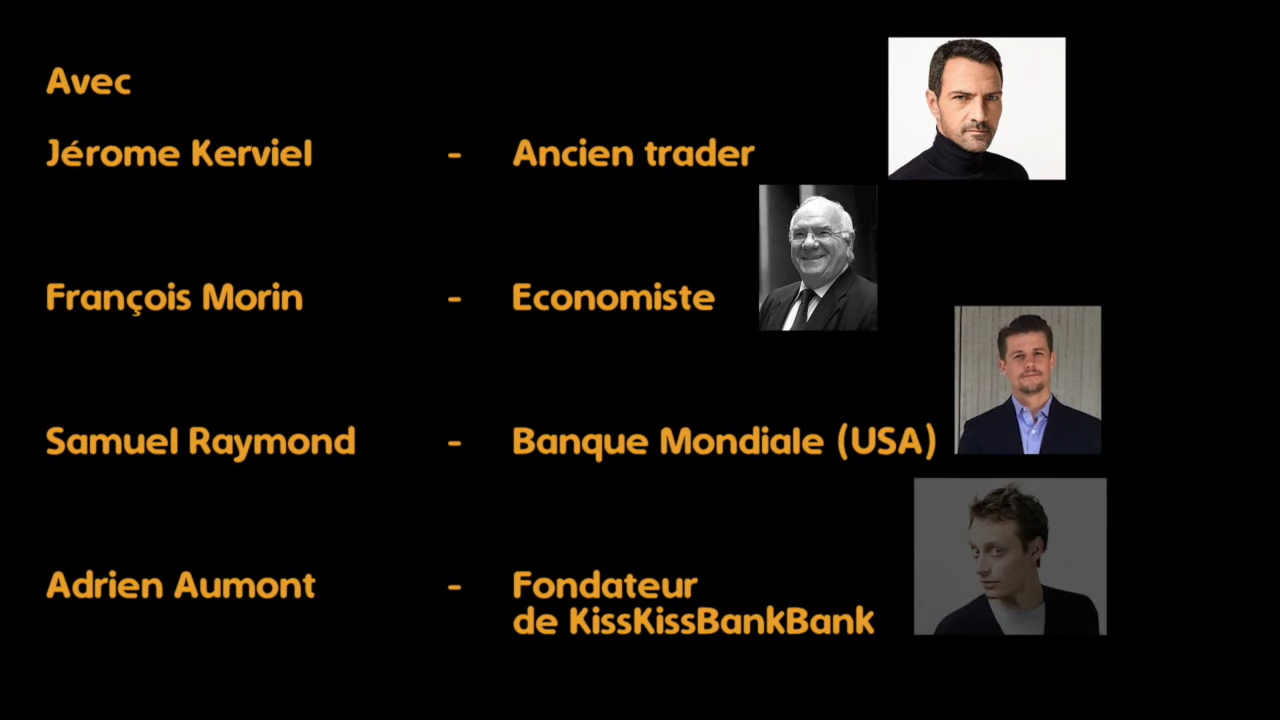 Avec
Jérome Kerviel - Ancien trader
François Morin - Economiste
Samuel Raymond - Banque Mondiale (USA)
Adrien Aumont - Fondateur
de KissKissBankBank